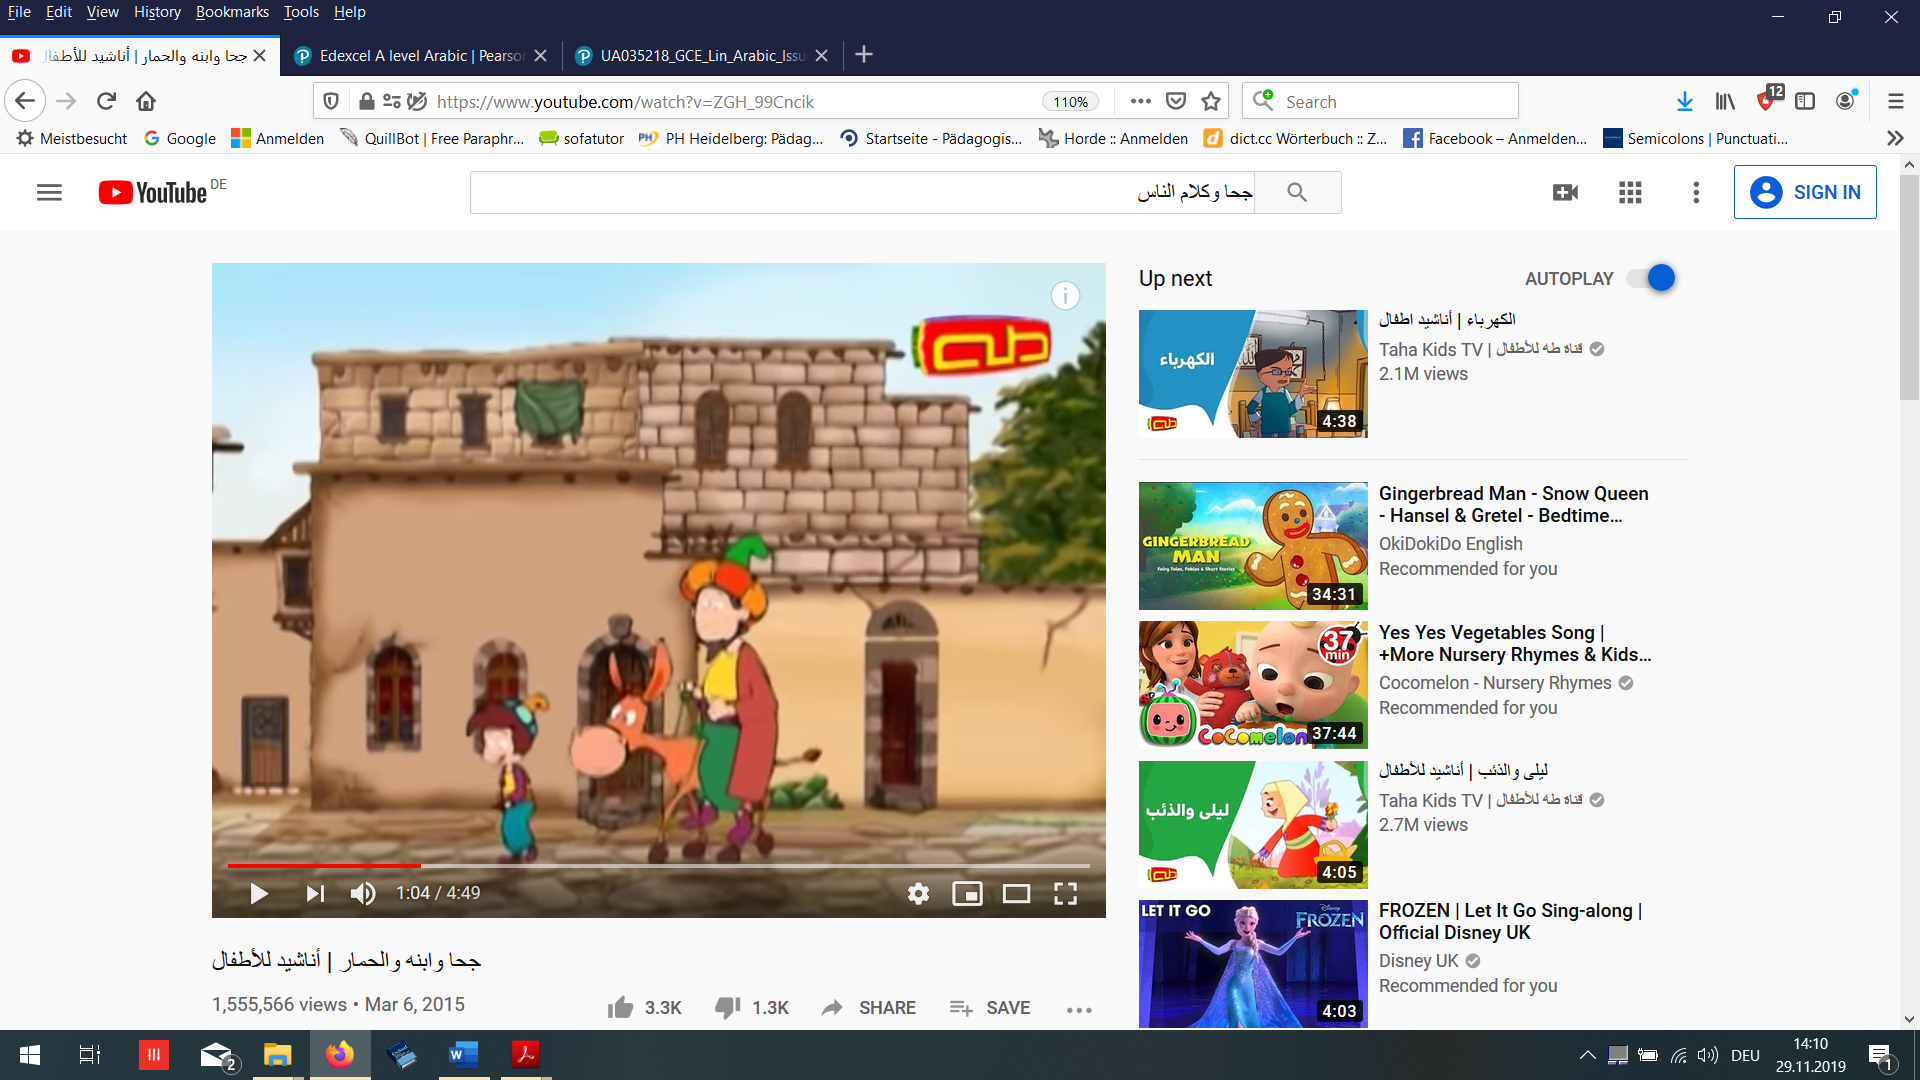 File Edit View History Bookmarks Tools Help
جحا وابنه والحمار | أناشيد للأطفال
Edexcel A level Arabic | Pearson
UA035218_GCE_Lin_Arabic_Issu
https://www.youtube.com/watch?v=ZGH_99Cncik
110%
Search
12
Meistbesucht Google Anmelden QuillBot | Free Paraphr... sofatutor PH Heidelberg: Pädag... Startseite - Pädagogis... Horde :: Anmelden dict.cc Wörterbuch :: Z... Facebook – Anmelden... Semicolons | Punctuati...
YouTube DE
جحا وكلام الناس
SIGN IN
طه
1:04 / 4:49
جحا وابنه والحمار | أناشيد للأطفال
1,555,566 views • Mar 6, 2015
3.3K 1.3K SHARE SAVE
Up next
AUTOPLAY
الكهرباء
طه
4:38
الكهرباء | أناشيد اطفال
Taha Kids TV | قناة طه للأطفال
2.1M views
GINGERBREAD
MAN
Fairy Tales, Fables & Short Stories
34:31
Gingerbread Man - Snow Queen
- Hansel & Gretel - Bedtime...
OkiDokiDo English
Recommended for you
37
min
CoComelon
37:44
Yes Yes Vegetables Song |
+More Nursery Rhymes & Kids...
Cocomelon - Nursery Rhymes
Recommended for you
ليلى والذئب
طه
4:05
ليلى والذئب | أناشيد للأطفال
Taha Kids TV | قناة طه للأطفال
2.7M views
LET IT GO
Disney
FROZEN
4:03
FROZEN | Let It Go Sing-along |
Official Disney UK
Disney UK
Recommended for you
2
DEU
14:10
29.11.2019
1